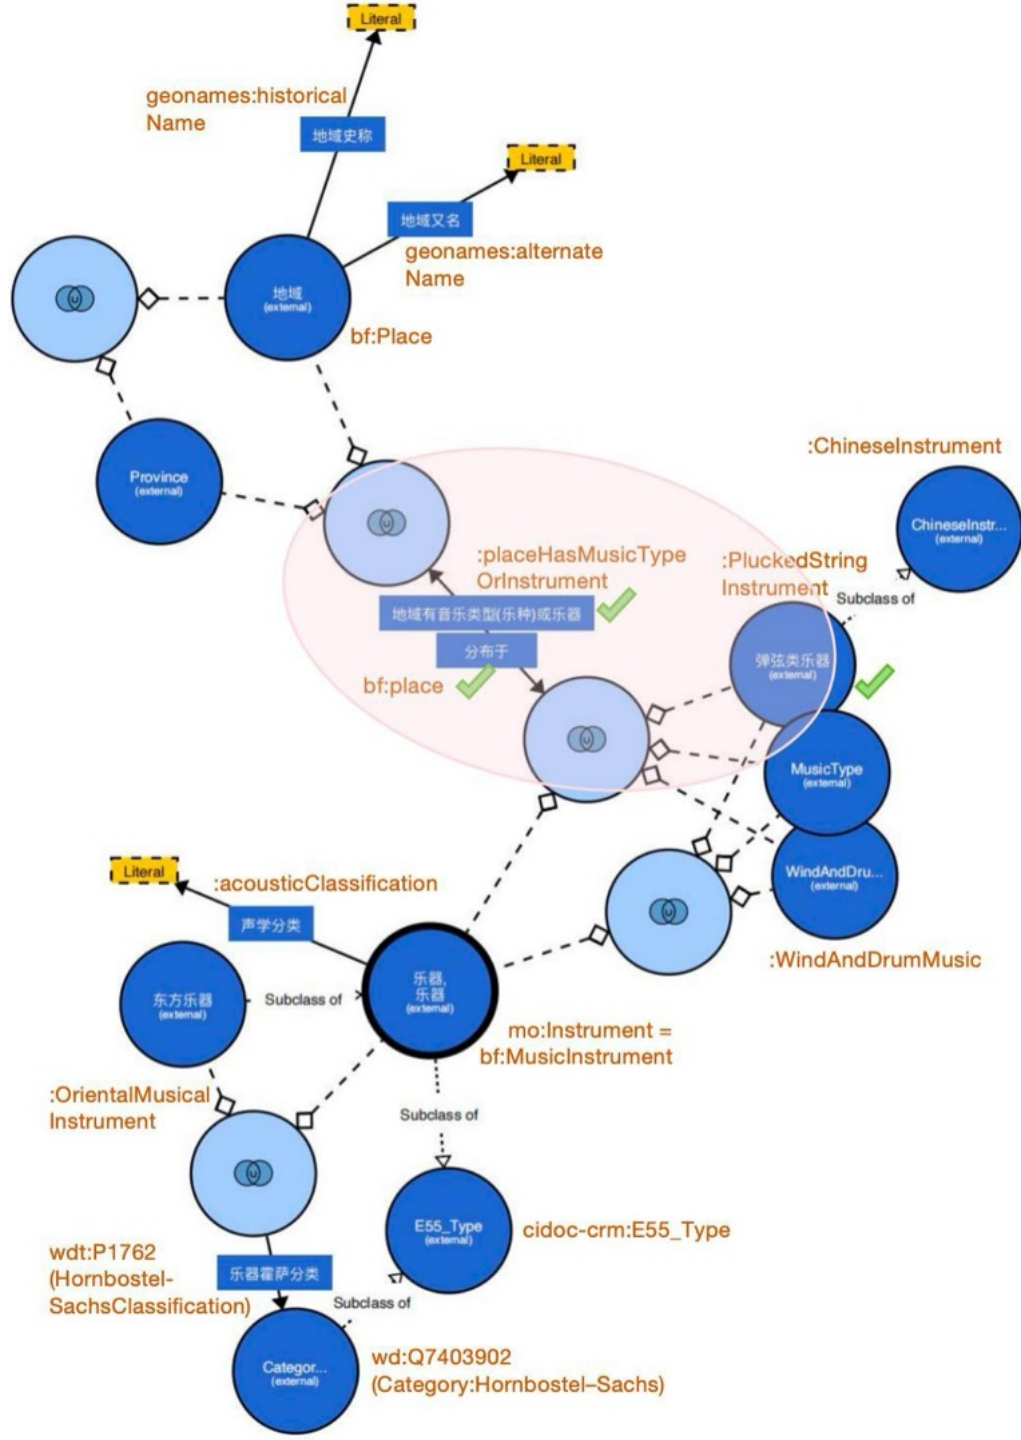 Literal
geonames:historical
Name
地域史称
Literal
地域又名
geonames:alternate
Name
地域
(external)
bf:Place
Province
(external)
:ChineseInstrument
ChineseInstr...
(external)
:placeHasMusicType
OrInstrument
:PluckedString
Instrument
Subclass of
地域有音乐类型(乐种)或乐器
分布于
bf:place
弹弦类乐器
(external)
MusicType
(external)
WindAndDru...
(external)
:WindAndDrumMusic
Literal
:acousticClassification
声学分类
东方乐器
(external)
Subclass of
乐器,
乐器
(external)
mo:Instrument =
bf:MusicInstrument
:OrientalMusical
Instrument
Subclass of
E55_Type
(external)
cidoc-crm:E55_Type
wdt:P1762
(Hornbostel-
SachsClassification)
乐器霍萨分类
Subclass of
Categor...
(external)
wd:Q7403902
(Category:Hornbostel–Sachs)